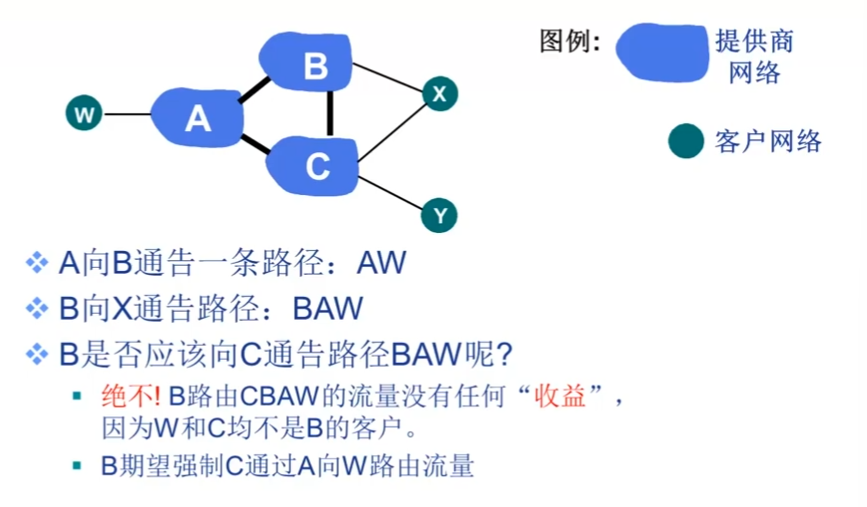 图例:
提供商
网络
B
X
W
A
C
客户网络
Y
A向B通告一条路径：AW
B向X通告路径：BAW
B是否应该向C通告路径BAW呢?
绝不! B路由CBAW的流量没有任何“收益”，
因为W和C均不是B的客户。
B期望强制C通过A向W路由流量